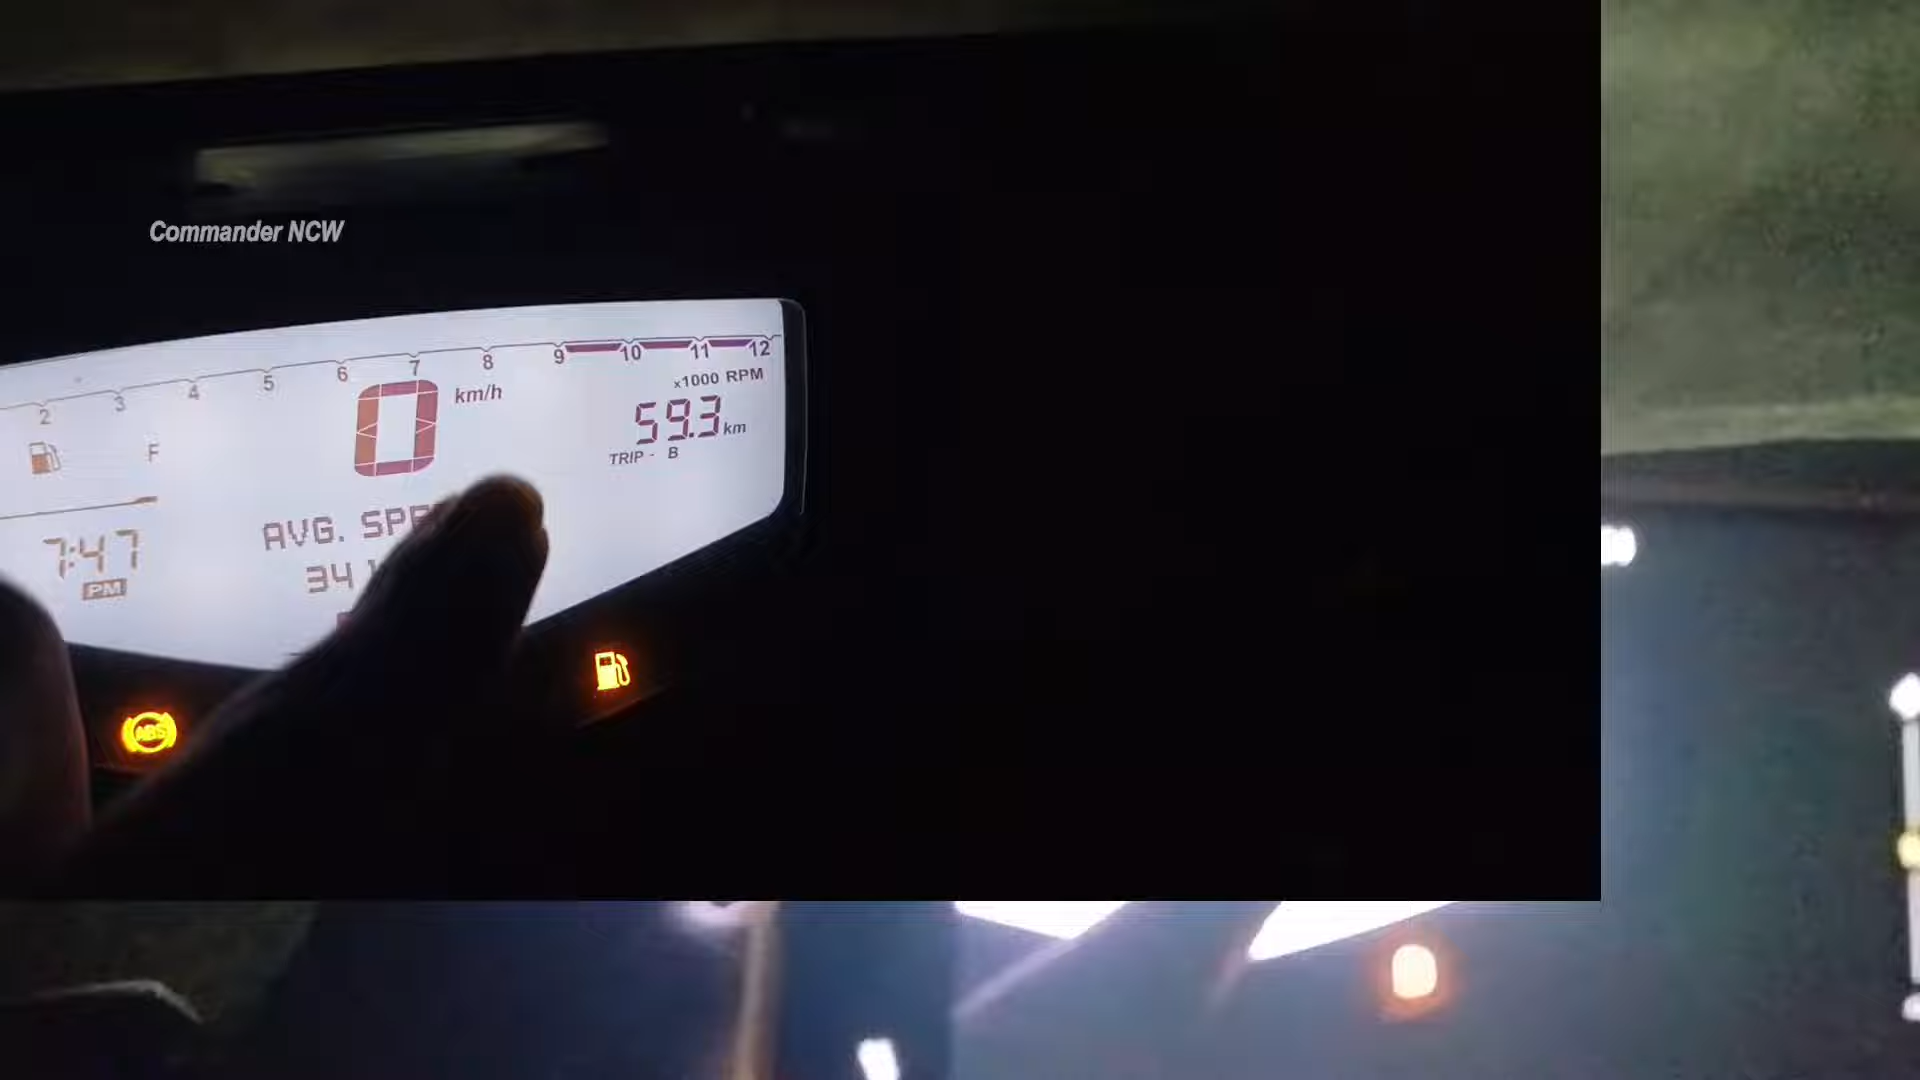 Commander NCW
2 3 4 5 6 7 8 9 10 11 12
x1000 RPM
0 km/h
59.3 km
TRIP - B
F
7:47
PM
AVG.
34
ABS